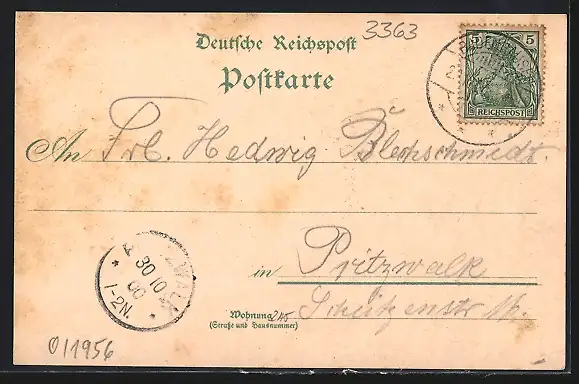 3363
Deutsche Reichspost
Postkarte
5 5
REICHSPOST
An Frl. Hedwig Blechschmidt.
30 10
00
1-2N.
in Pritzwalk
Wohnung
(Straße und Hausnummer)
Schützenstr.
011956